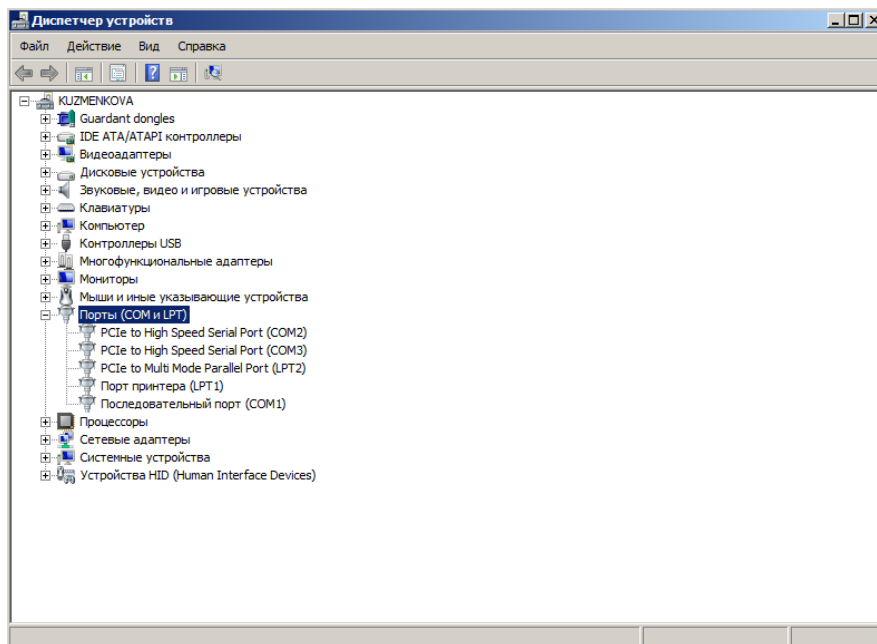 Диспетчер устройств
Файл Действие Вид Справка
KUZMENKOVA
Guardant dongles
IDE ATA/ATAPI контроллеры
Видеоадаптеры
Дисковые устройства
Звуковые, видео и игровые устройства
Клавиатуры
Компьютер
Контроллеры USB
Многофункциональные адаптеры
Мониторы
Мыши и иные указывающие устройства
Порты (COM и LPT)
PCIe to High Speed Serial Port (COM2)
PCIe to High Speed Serial Port (COM3)
PCIe to Multi Mode Parallel Port (LPT2)
Порт принтера (LPT1)
Последовательный порт (COM1)
Процессоры
Сетевые адаптеры
Системные устройства
Устройства HID (Human Interface Devices)